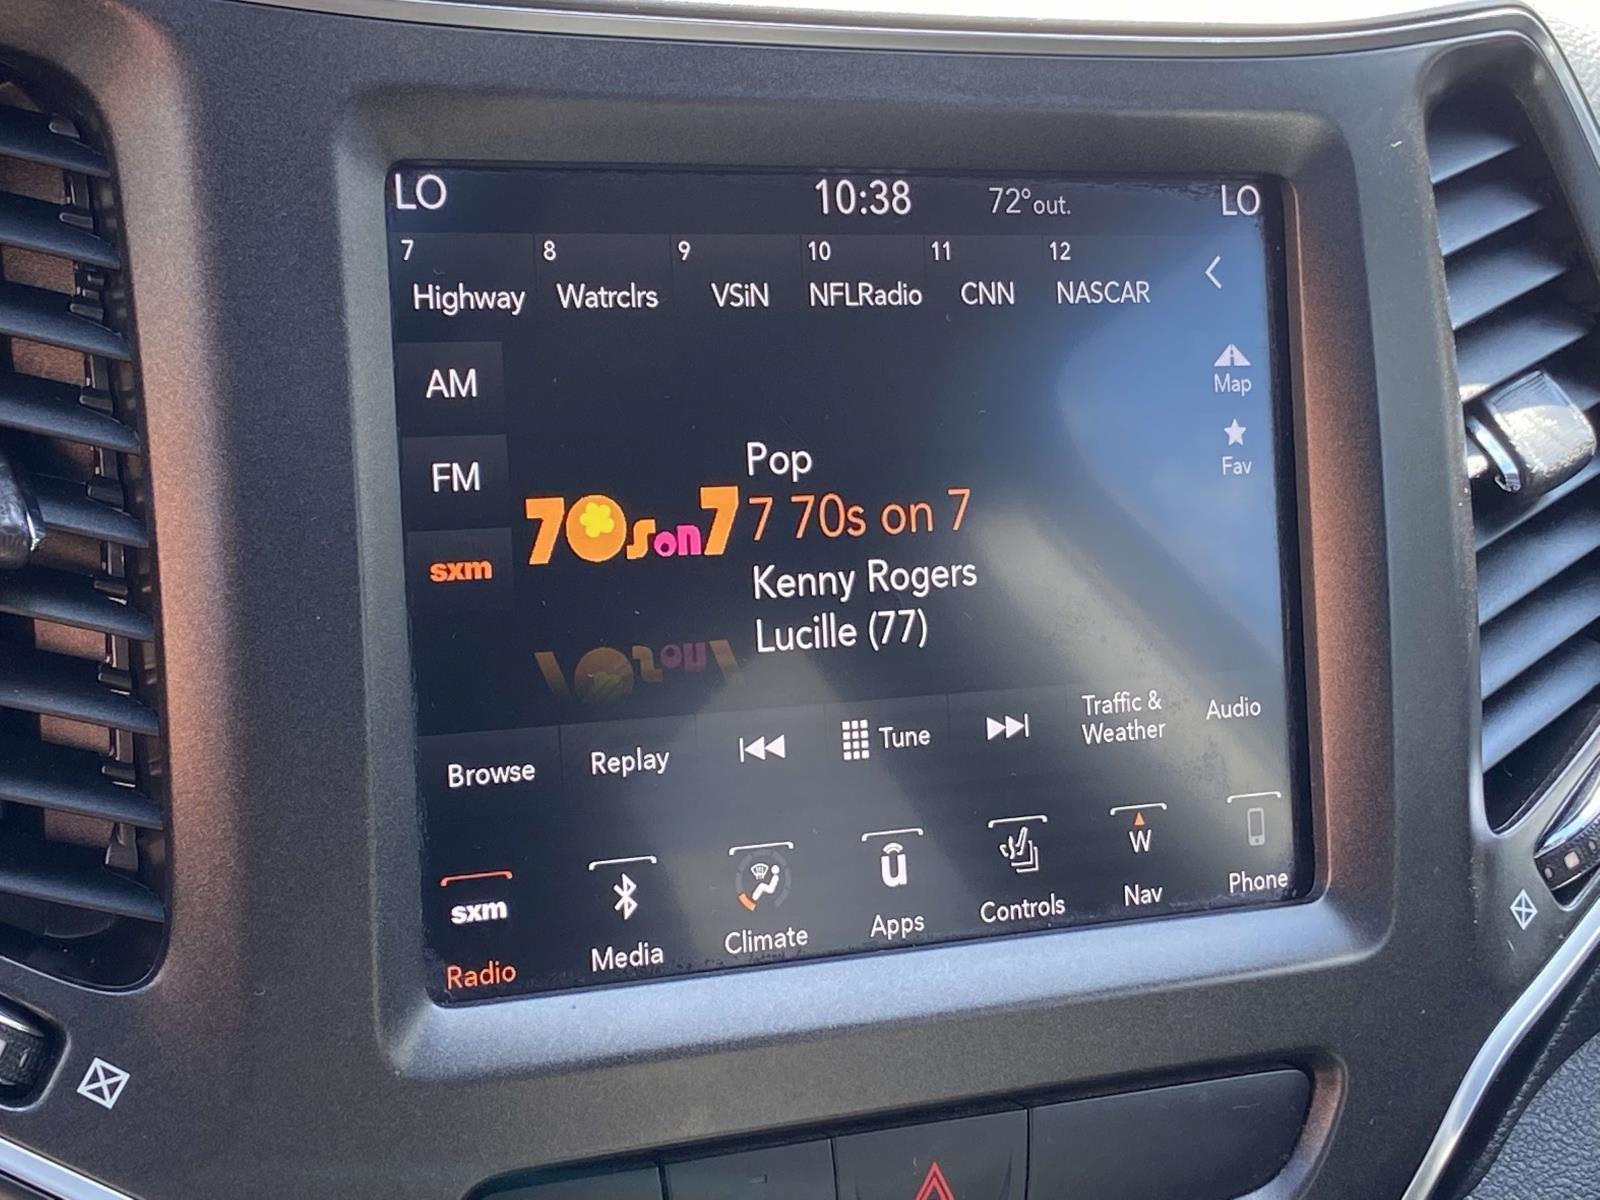 LO 10:38 72° out. LO
7 8 9 10 11 12
Highway Watrclrs VSiN NFLRadio CNN NASCAR
Map
AM
Fav
Pop
FM
70s on 7 7 70s on 7
sxm
Kenny Rogers
Lucille (77)
Traffic &
Weather
Audio
Browse Replay Tune
W
u
sxm
Radio Media Climate Apps Controls Nav Phone